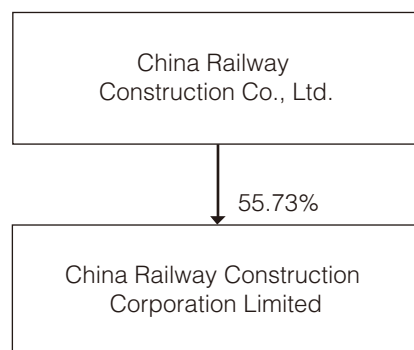 China Railway
Construction Co., Ltd.
55.73%
China Railway Construction
Corporation Limited